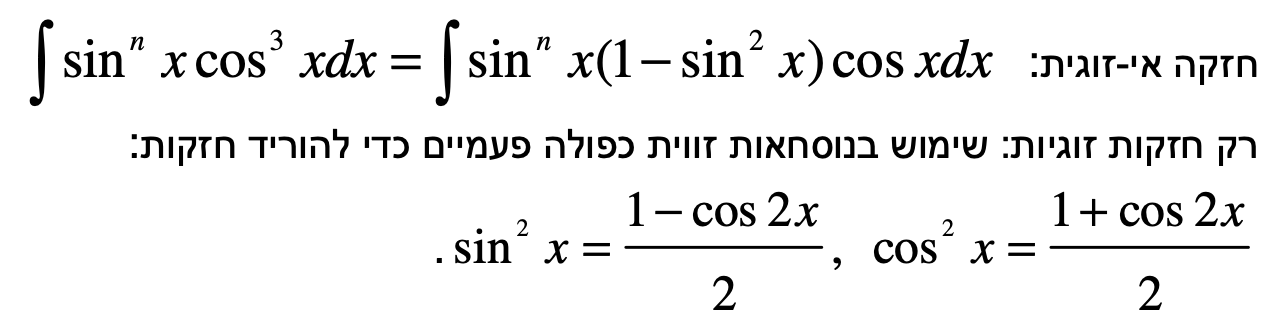 חזקה אי-זוגית: ∫ sinⁿ x cos³ xdx = ∫ sinⁿ x(1 − sin² x) cos xdx
רק חזקות זוגיות: שימוש בנוסחאות זווית כפולה פעמיים כדי להוריד חזקות:
. sin² x = (1 − cos 2x)/2 , cos² x = (1 + cos 2x)/2